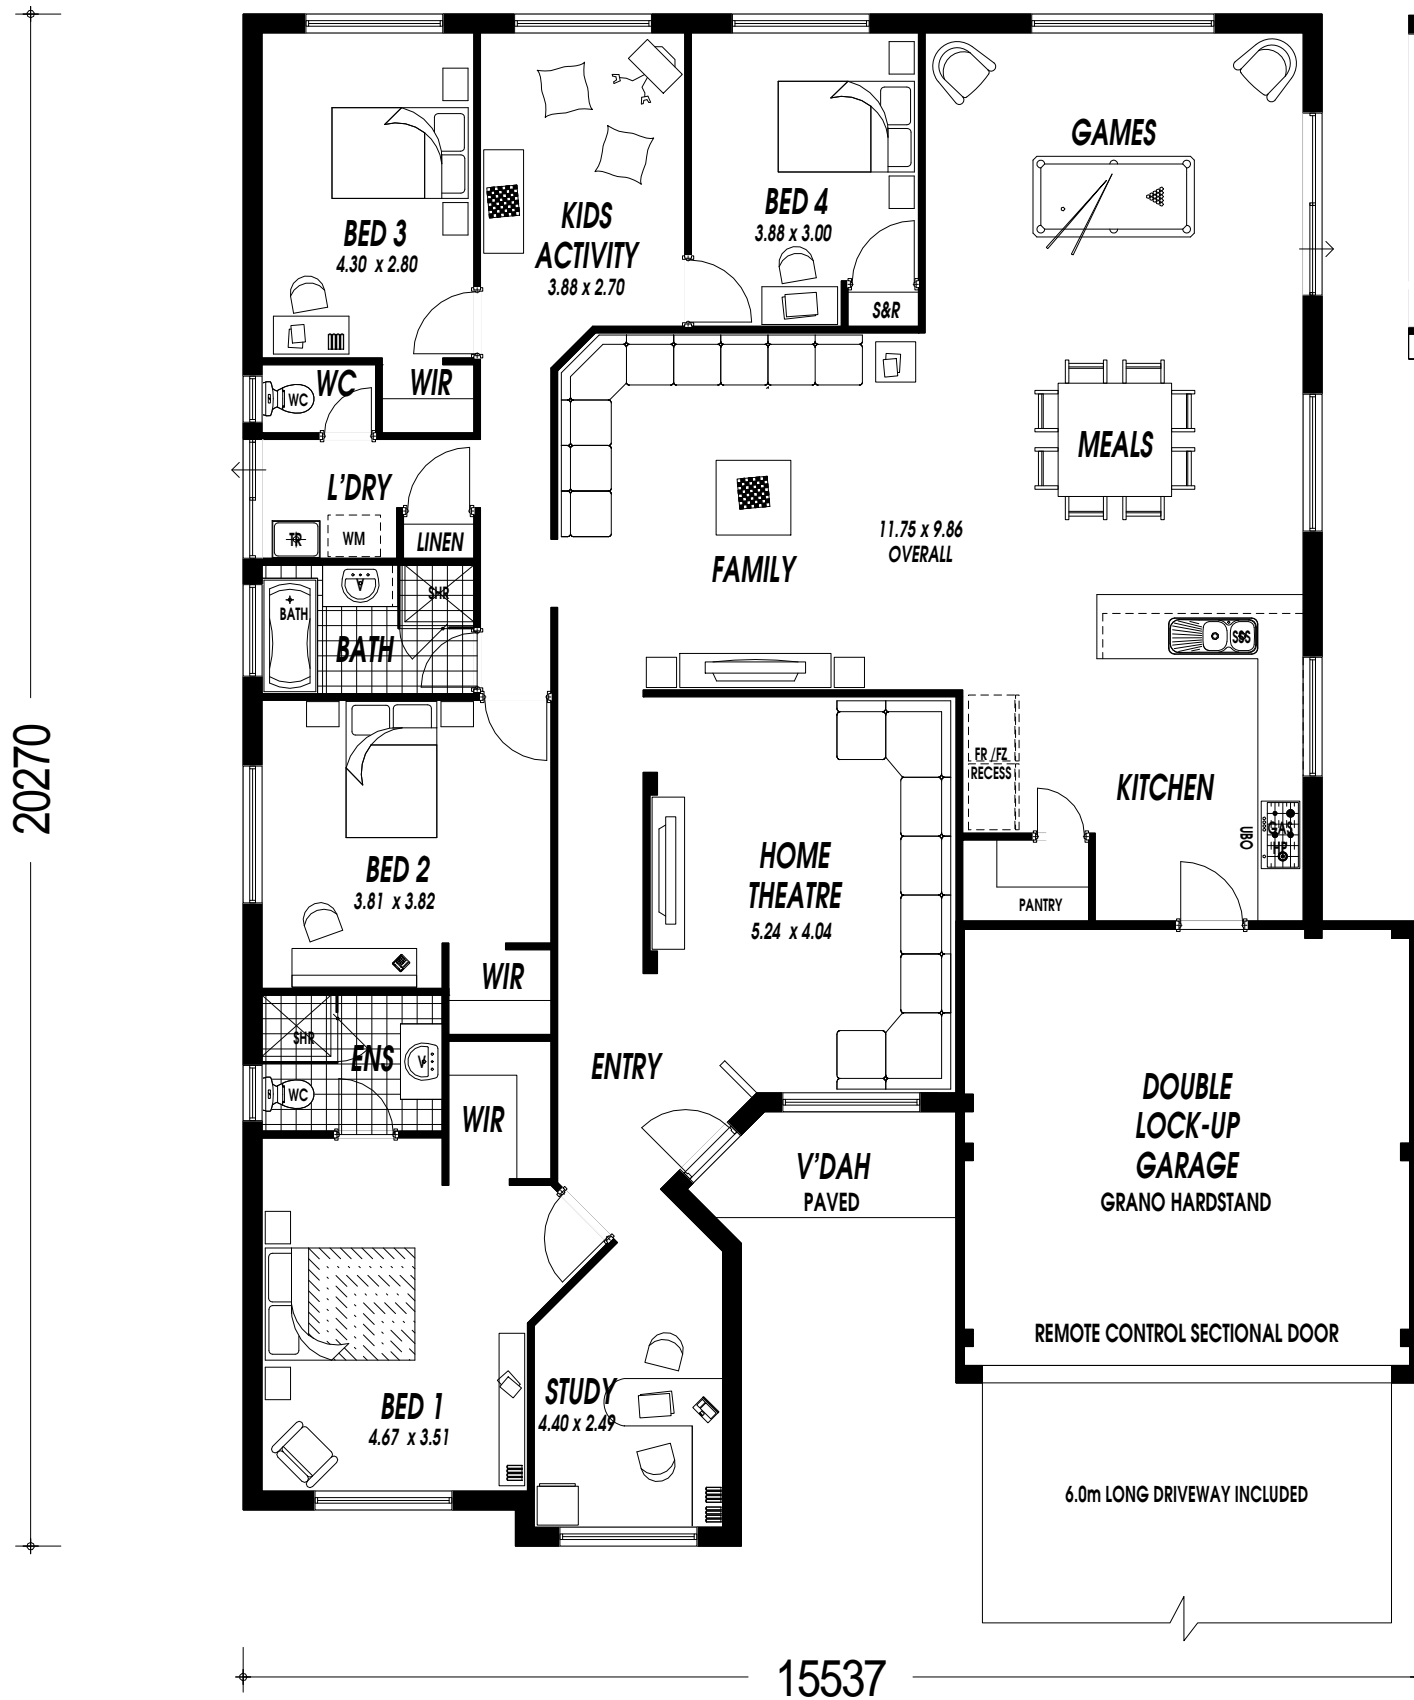 GAMES
BED 3
4.30 x 2.80
KIDS
ACTIVITY
3.88 x 2.70
BED 4
3.88 x 3.00
S&R
WC
WC
WIR
L'DRY
TR
WM
LINEN
MEALS
11.75 x 9.86
OVERALL
FAMILY
BATH
V
SHR
BATH
SS
20270
FR /FZ
RECESS
KITCHEN
GAS
HP
UBO
PANTRY
BED 2
3.81 x 3.82
HOME
THEATRE
5.24 x 4.04
WIR
SHR
ENS
V
WC
ENTRY
WIR
V'DAH
PAVED
DOUBLE
LOCK-UP
GARAGE
GRANO HARDSTAND
REMOTE CONTROL SECTIONAL DOOR
BED 1
4.67 x 3.51
STUDY
4.40 x 2.49
6.0m LONG DRIVEWAY INCLUDED
15537